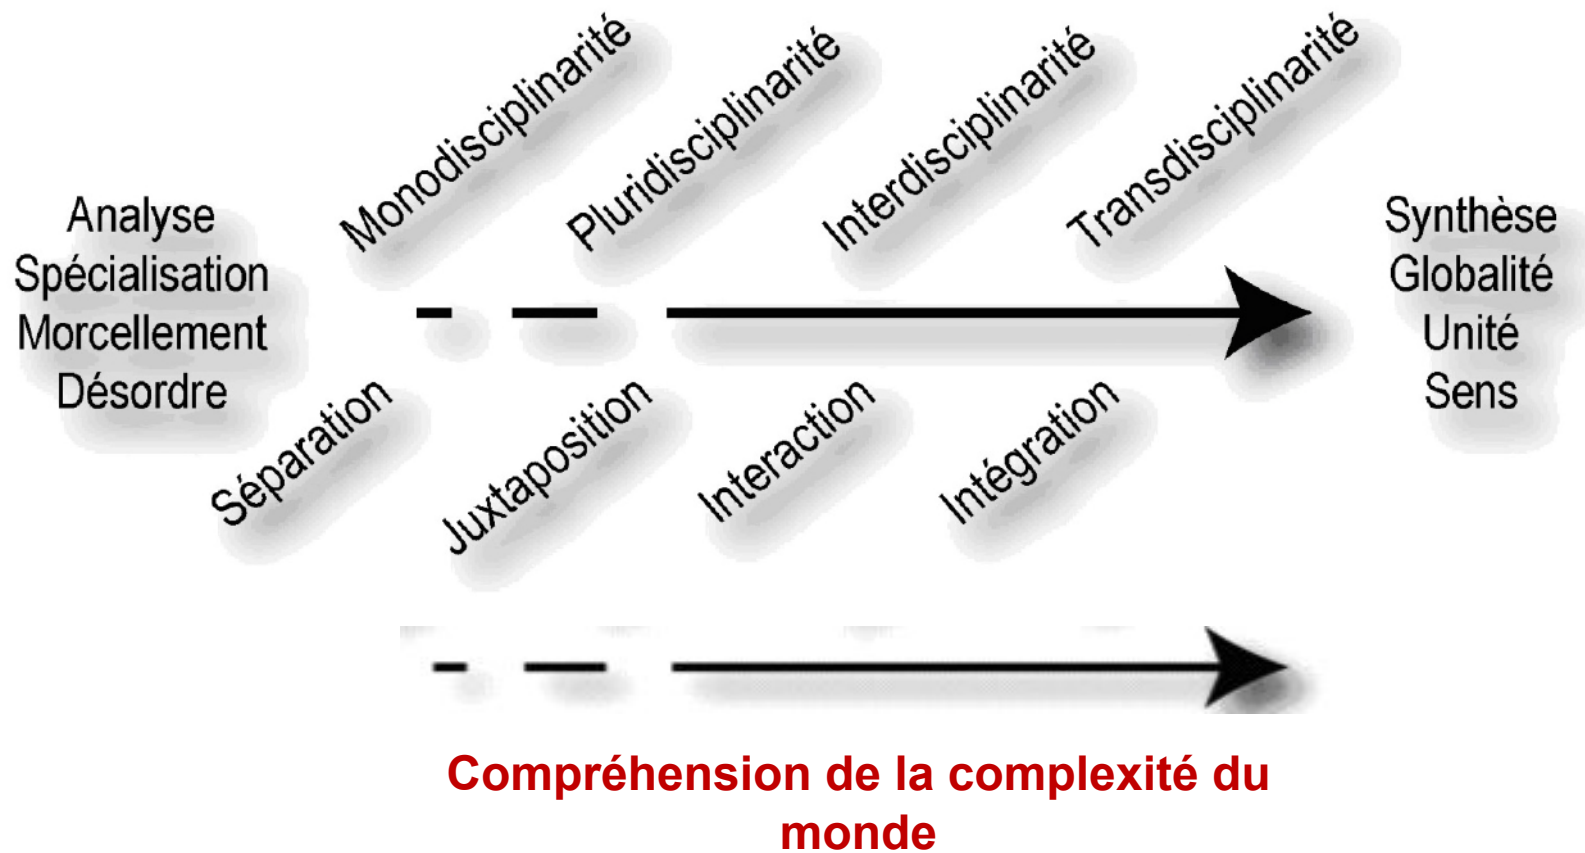 Monodisciplinarité
Pluridisciplinarité
Interdisciplinarité
Transdisciplinarité
Analyse
Spécialisation
Morcellement
Désordre
Synthèse
Globalité
Unité
Sens
Séparation
Juxtaposition
Interaction
Intégration
Compréhension de la complexité du
monde